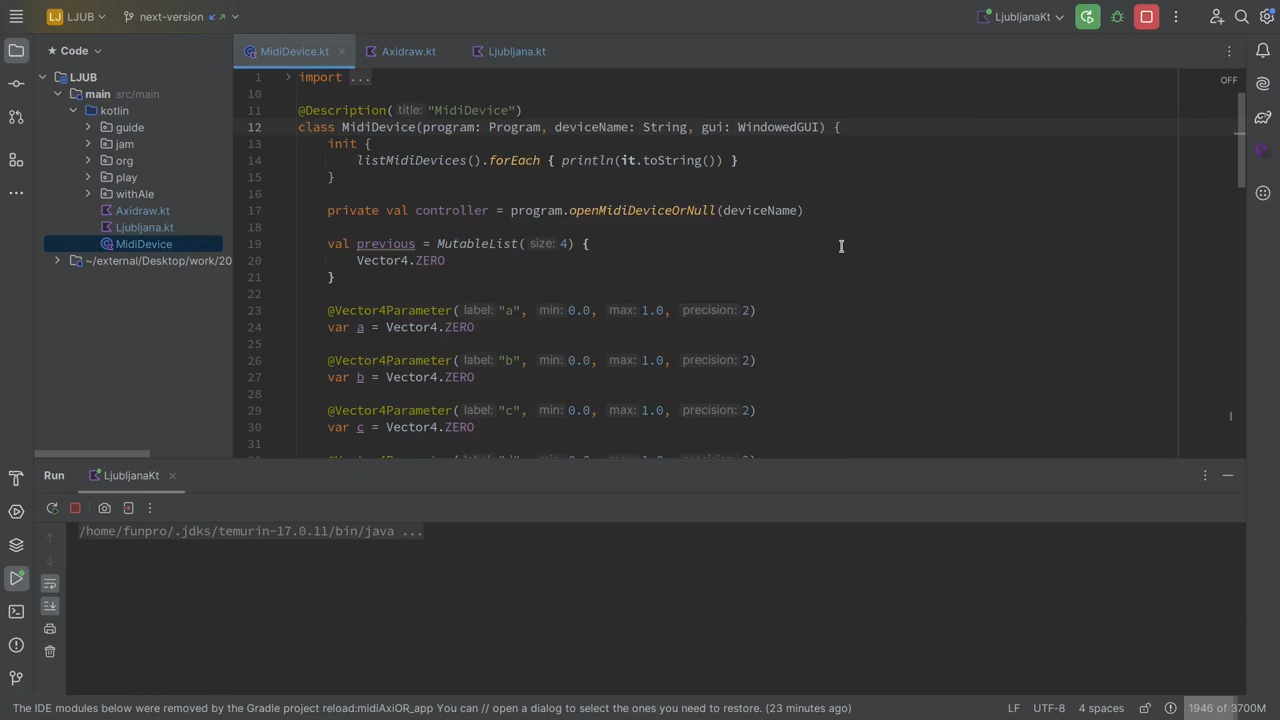 LJ LJUB next-version LjubljanaKt
Code MidiDevice.kt Axidraw.kt Ljubljana.kt
LJUB
main src/main
kotlin
guide
jam
org
play
withAle
Axidraw.kt
Ljubljana.kt
MidiDevice
~/external/Desktop/work/20
OFF
1 import ...
10
11 @Description( title: "MidiDevice")
12 class MidiDevice(program: Program, deviceName: String, gui: WindowedGUI) {
13 init {
14 listMidiDevices().forEach { println(it.toString()) }
15 }
16
17 private val controller = program.openMidiDeviceOrNull(deviceName)
18
19 val previous = MutableList( size: 4) {
20 Vector4.ZERO
21 }
22
23 @Vector4Parameter( label: "a", min: 0.0, max: 1.0, precision: 2)
24 var a = Vector4.ZERO
25
26 @Vector4Parameter( label: "b", min: 0.0, max: 1.0, precision: 2)
27 var b = Vector4.ZERO
28
29 @Vector4Parameter( label: "c", min: 0.0, max: 1.0, precision: 2)
30 var c = Vector4.ZERO
31
Run LjubljanaKt
/home/funpro/.jdks/temurin-17.0.11/bin/java ...
The IDE modules below were removed by the Gradle project reload:midiAxiOR_app You can // open a dialog to select the ones you need to restore. (23 minutes ago) LF UTF-8 4 spaces 1946 of 3700M